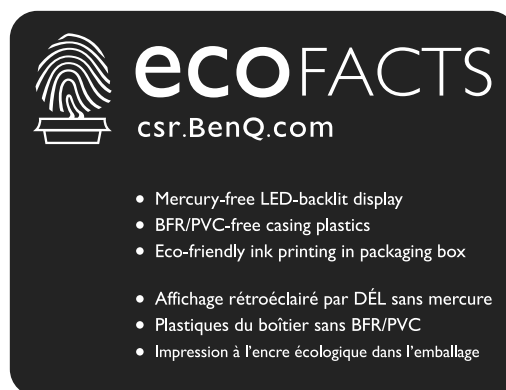 ecoFACTS
csr.BenQ.com
• Mercury-free LED-backlit display
• BFR/PVC-free casing plastics
• Eco-friendly ink printing in packaging box
• Affichage rétroéclairé par DÉL sans mercure
• Plastiques du boîtier sans BFR/PVC
• Impression à l'encre écologique dans l'emballage